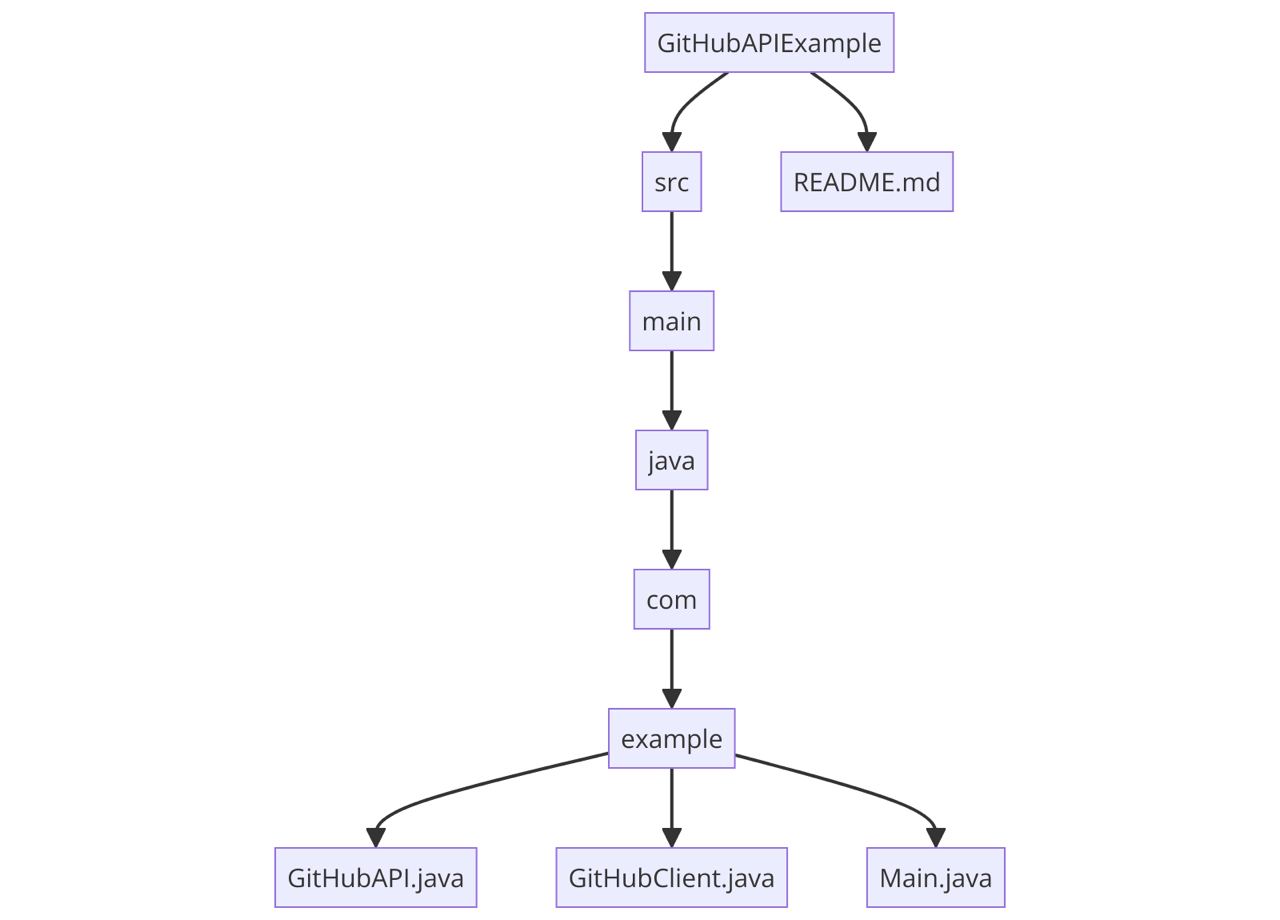 GitHubAPIExample
src
README.md
main
java
com
example
GitHubAPI.java
GitHubClient.java
Main.java